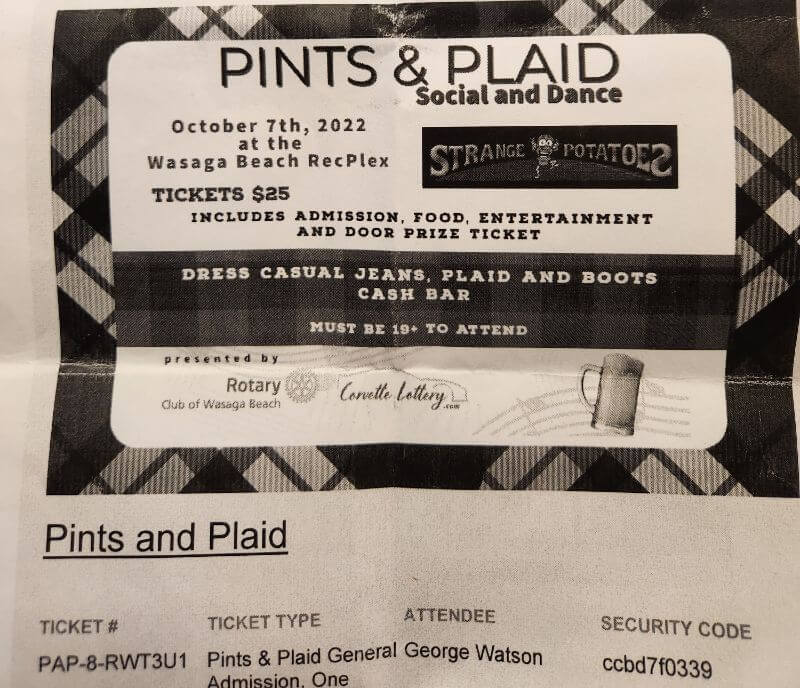 PINTS & PLAID
Social and Dance
October 7th, 2022
at the
Wasaga Beach RecPlex
STRANGE POTATOES
TICKETS $25
INCLUDES ADMISSION, FOOD, ENTERTAINMENT
AND DOOR PRIZE TICKET
DRESS CASUAL JEANS, PLAID AND BOOTS
CASH BAR
MUST BE 19+ TO ATTEND
presented by
Rotary
Club of Wasaga Beach
Corvette Lottery
.com
Pints and Plaid
TICKET # TICKET TYPE ATTENDEE SECURITY CODE
PAP-8-RWT3U1 Pints & Plaid General George Watson ccbd7f0339
Admission, One